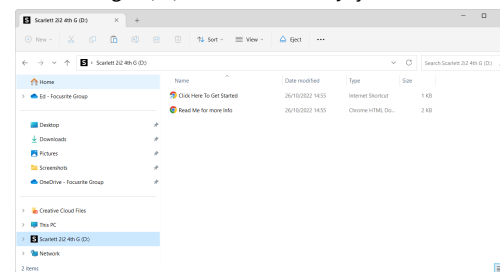 Scarlett 2i2 4th G (D:)
New
Sort
View
Eject
Scarlett 2i2 4th G (D:)
Search Scarlett 2i2 4th G (D:)
Name
Date modified
Type
Size
Home
Ed - Focusrite Group
Click Here To Get Started
26/10/2022 14:55
Internet Shortcut
1 KB
Read Me for more Info
26/10/2022 14:55
Chrome HTML Do...
2 KB
Desktop
Downloads
Pictures
Screenshots
OneDrive - Focusrite Group
Creative Cloud Files
This PC
Scarlett 2i2 4th G (D:)
Network
2 items